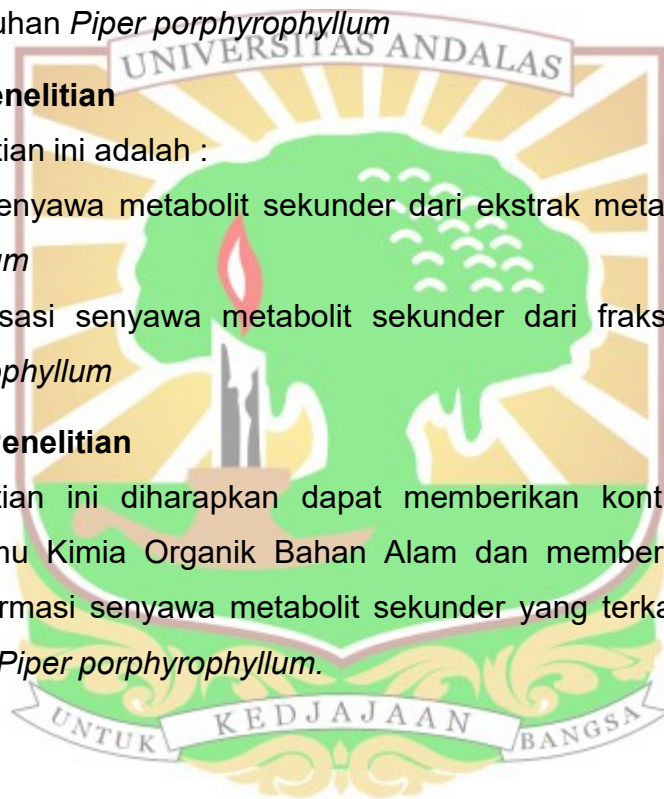 uhan Piper porphyrophyllum
UNIVERSITAS ANDALAS
enelitian
tian ini adalah :
enyawa metabolit sekunder dari ekstrak meta
um
sasi senyawa metabolit sekunder dari fraks
ophyllum
Penelitian
tian ini diharapkan dapat memberikan kont
mu Kimia Organik Bahan Alam dan member
rmasi senyawa metabolit sekunder yang terka
Piper porphyrophyllum.
UNTUK KEDJAJAAN BANGSA